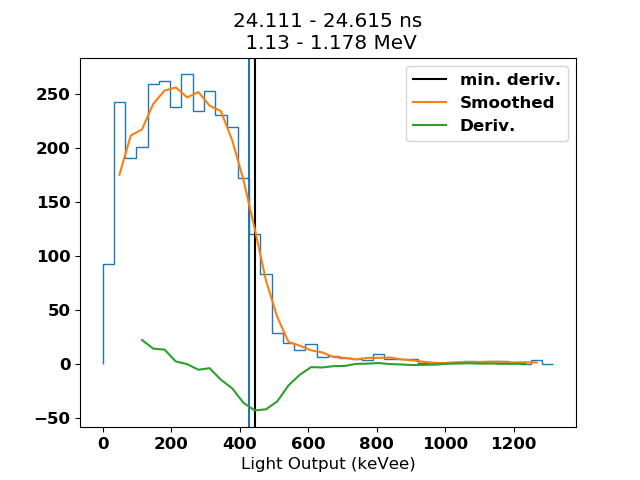 24.111 - 24.615 ns
1.13 - 1.178 MeV
min. deriv.
Smoothed
Deriv.
250
200
150
100
50
0
−50
0 200 400 600 800 1000 1200
Light Output (keVee)